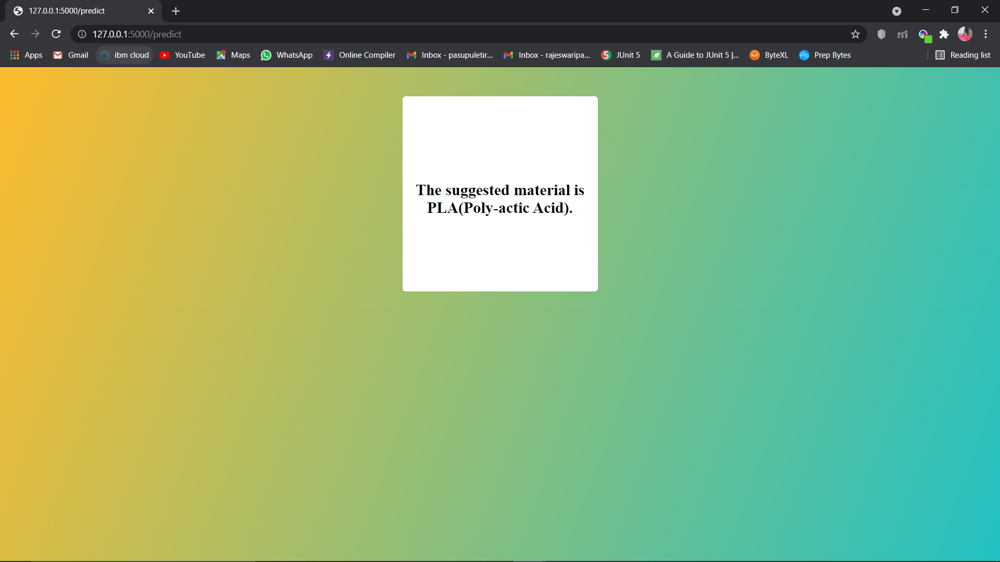 127.0.0.1:5000/predict
127.0.0.1:5000/predict
Apps Gmail ibm cloud YouTube Maps WhatsApp Online Compiler Inbox - pasupuletir... Inbox - rajeswaripa... 5 JUnit 5 A Guide to JUnit 5 |... ByteXL Pb Prep Bytes Reading list
The suggested material is
PLA(Poly-actic Acid).